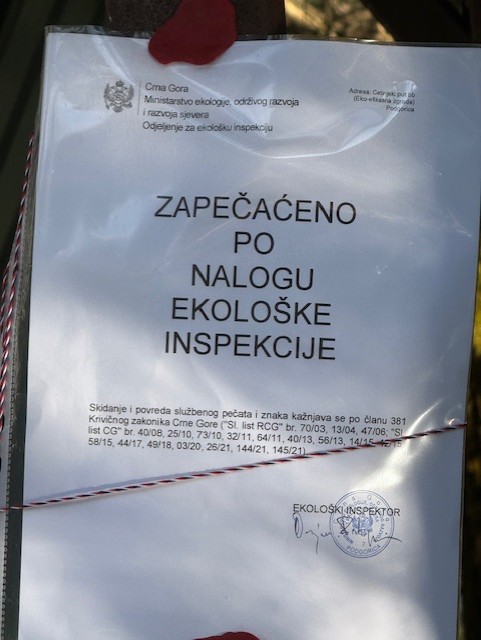 Crna Gora
Ministarstvo ekologije, održivog razvoja
i razvoja sjevera
Odjeljenje za ekološku inspekciju
Adresa: Cetinjski put bb
(Eko-efikasna zgrada)
Podgorica
ZAPEČAĆENO
PO
NALOGU
EKOLOŠKE
INSPEKCIJE
Skidanje i povreda službenog pečata i znaka kažnjava se po članu 381
Krivičnog zakonika Crne Gore ("Sl. list RCG" br. 70/03, 13/04, 47/06; "Sl
list CG" br. 40/08, 25/10, 73/10, 32/11, 64/11, 40/13, 56/13, 14/15, 42/15
58/15, 44/17, 49/18, 03/20, 26/21, 144/21, 145/21)
EKOLOŠKI INSPEKTOR
PODGORICA